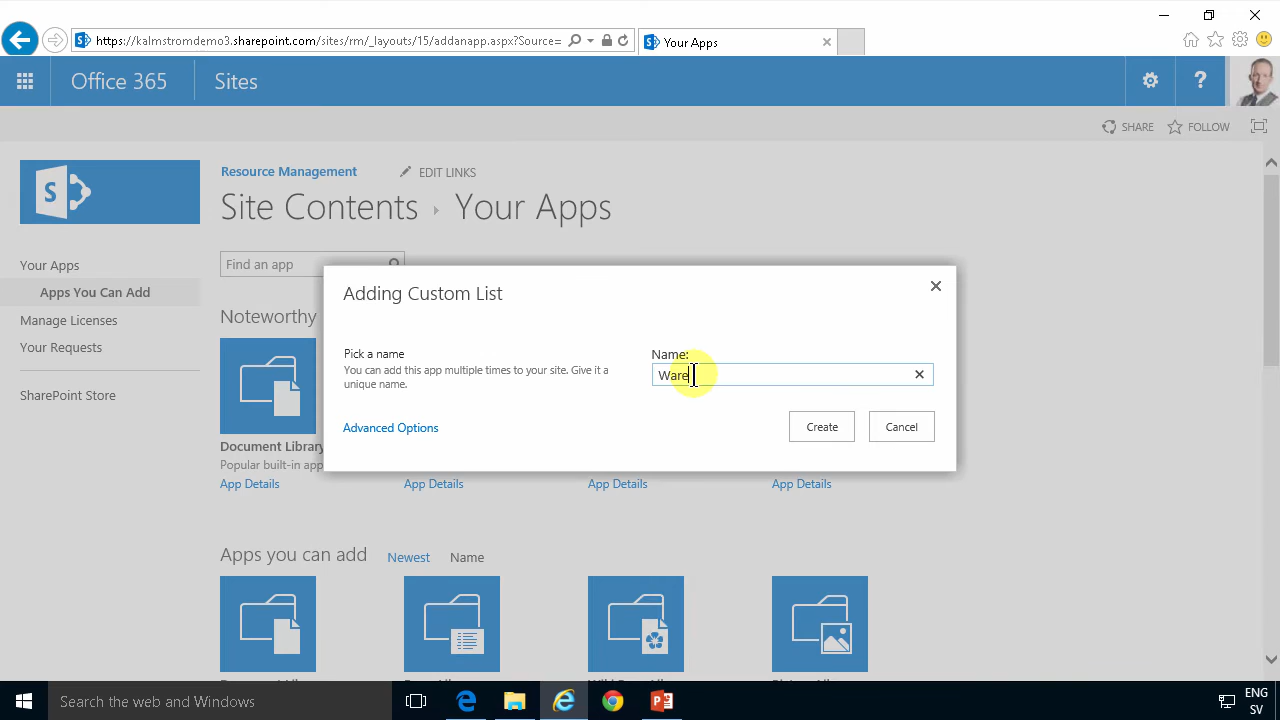 https://kalmstromdemo3.sharepoint.com/sites/rm/_layouts/15/addanapp.aspx?Source=
Your Apps
Office 365
Sites
?
SHARE
FOLLOW
S
Resource Management
EDIT LINKS
Site Contents
Your Apps
Find an app
Your Apps
Apps You Can Add
Manage Licenses
Your Requests
SharePoint Store
Noteworthy
Adding Custom List
Pick a name
You can add this app multiple times to your site. Give it a
unique name.
Name:
Ware
Advanced Options
Create
Cancel
Document Library
Popular built-in app
App Details
App Details
App Details
App Details
Apps you can add
Newest
Name
Search the web and Windows
ENG
SV